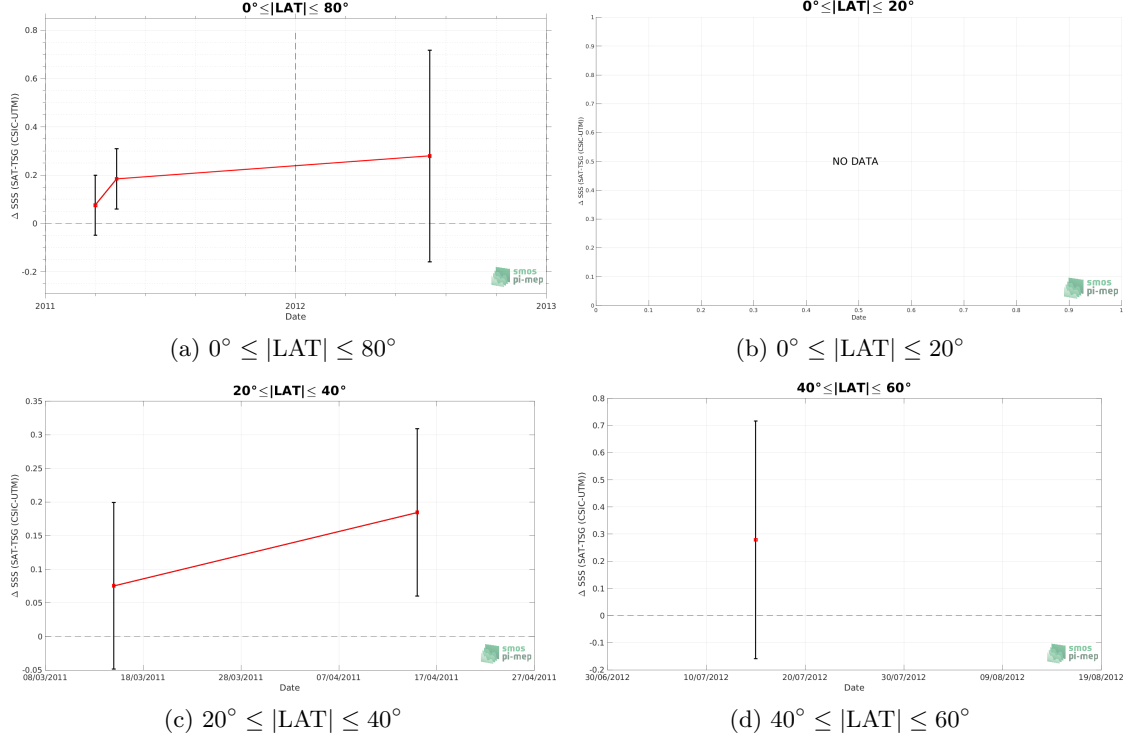 0°≤|LAT|≤ 80°
0.8
0.6
0.4
0.2
0
-0.2
Δ SSS (SAT-TSG (CSIC-UTM))
2011
2012
2013
Date
smos
pi-mep
(a) 0° ≤ |LAT| ≤ 80°
0°≤|LAT|≤ 20°
1
0.9
0.8
0.7
0.6
0.5
0.4
0.3
0.2
0.1
0
Δ SSS (SAT-TSG (CSIC-UTM))
NO DATA
0 0.1 0.2 0.3 0.4 0.5 0.6 0.7 0.8 0.9 1
Date
smos
pi-mep
(b) 0° ≤ |LAT| ≤ 20°
20°≤|LAT|≤ 40°
0.35
0.3
0.25
0.2
0.15
0.1
0.05
0
-0.05
Δ SSS (SAT-TSG (CSIC-UTM))
08/03/2011 18/03/2011 28/03/2011 07/04/2011 17/04/2011 27/04/2011
Date
smos
pi-mep
(c) 20° ≤ |LAT| ≤ 40°
40°≤|LAT|≤ 60°
0.8
0.7
0.6
0.5
0.4
0.3
0.2
0.1
0
-0.1
-0.2
Δ SSS (SAT-TSG (CSIC-UTM))
30/06/2012 10/07/2012 20/07/2012 30/07/2012 09/08/2012 19/08/2012
Date
smos
pi-mep
(d) 40° ≤ |LAT| ≤ 60°